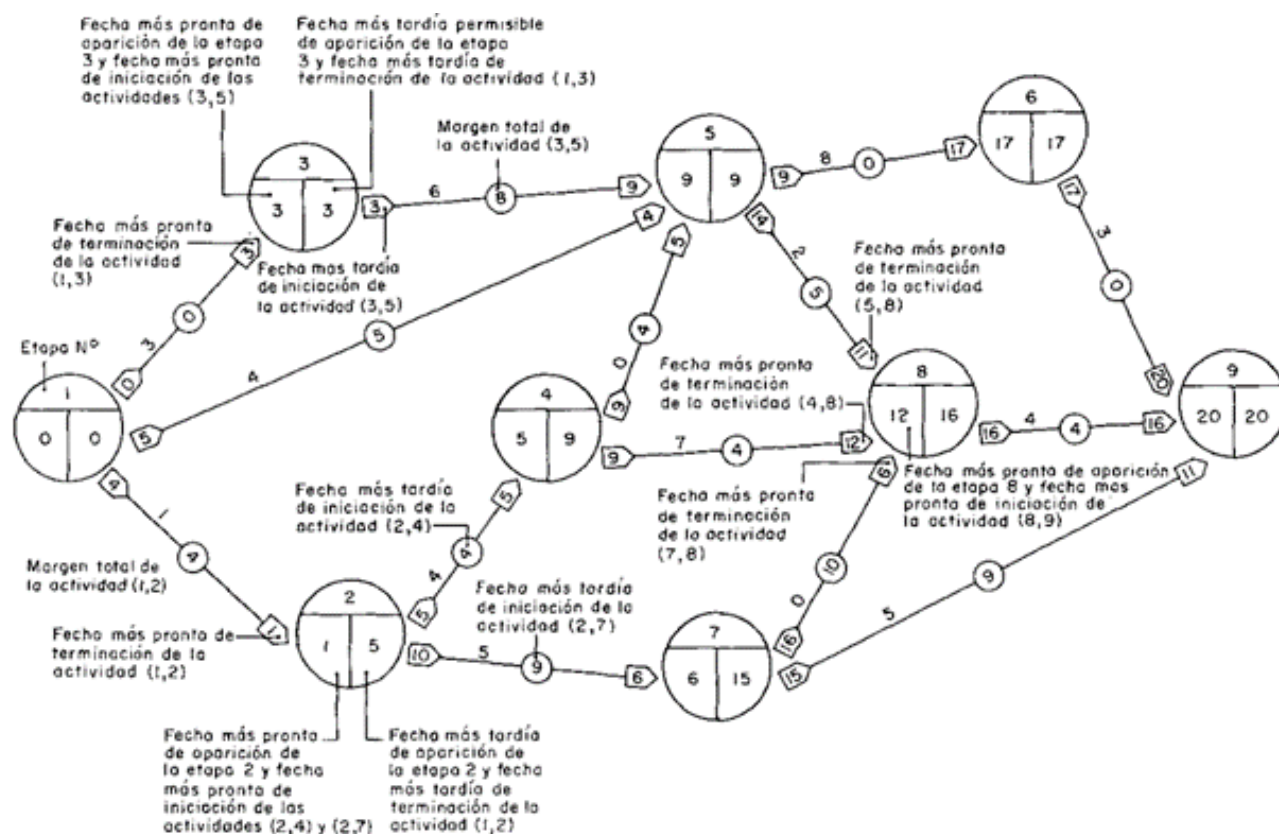 Fecha más pronta de
aparición de la etapa
3 y fecha más pronta
de iniciación de las
actividades (3,5)
Fecha más tardía permisible
de aparición de la etapa
3 y fecha más tardía de
terminación de la actividad (1,3)
Margen total de
la actividad (3,5)
3
3 3
5
9 9
6
17 17
3 6 8 9
9 8 0 17
Fecha más pronta
de terminación
de la actividad
(1,3)
3
0
3
0
Fecha mas tardía
de iniciación de
la actividad (3,5)
4
5
4
5
5
4
0
9
14
2
5
11
Fecha más pronta
de terminación
de la actividad
(5,8)
17
3
0
20
Etapa Nº
1
0 0
4
5 9
Fecha más pronta
de terminación
de la actividad (4,8)
8
12 16
9
20 20
9 7 4 12
16 4 4 16
Fecha más tardía
de iniciación de la
actividad (2,4)
Fecha más pronta
de terminación
de la actividad
(7,8)
Fecha más pronta de aparición
de la etapa 8 y fecha mas
pronta de iniciación de
la actividad (8,9)
4
1
4
1
5
4
4
5
6
10
0
16
11
9
5
15
Margen total de
la actividad (1,2)
Fecha más pronta de
terminación de la
actividad (1,2)
Fecha más tardía
de iniciación de la
actividad (2,7)
2
1 5
10 5 9 6
7
6 15
Fecha más pronta
de aparición de
la etapa 2 y fecha
más pronta de
iniciación de las
actividades (2,4) y (2,7)
Fecha más tardía
de aparición de
la etapa 2 y fecha
más tardía de
terminación de la
actividad (1,2)